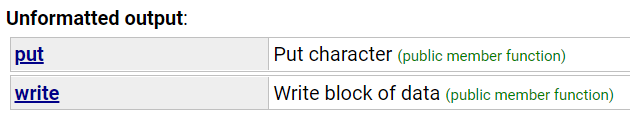 Unformatted output:
put Put character (public member function)
write Write block of data (public member function)